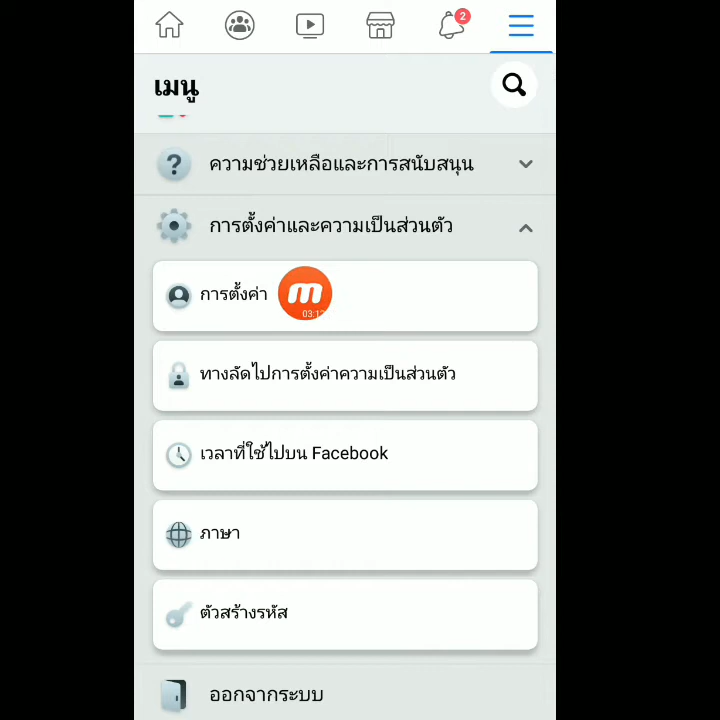 2
เมนู
ความช่วยเหลือและการสนับสนุน
การตั้งค่าและความเป็นส่วนตัว
การตั้งค่า
ทางลัดไปการตั้งค่าความเป็นส่วนตัว
เวลาที่ใช้ไปบน Facebook
ภาษา
ตัวสร้างรหัส
ออกจากระบบ